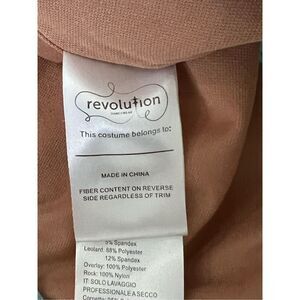 revolution
DANCEWEAR
This costume belongs to:
MADE IN CHINA
FIBER CONTENT ON REVERSE
SIDE REGARDLESS OF TRIM
5% Spandex
Leotard: 88% Polyester
12% Spandex
Overlay: 100% Polyester
Rock: 100% Nylon
IT: SOLO LAVAGGIO
PROFESSIONALE A SECCO